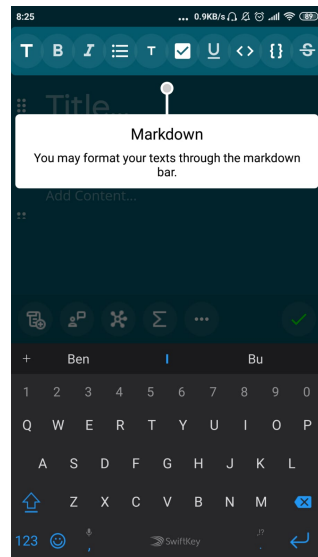 8:25 ... 0.9KB/s 89
T B I T U <> {} S
Title...
Markdown
You may format your texts through the markdown
bar.
Add Content...
Σ ...
+ Ben I Bu
1 2 3 4 5 6 7 8 9 0
Q W E R T Y U I O P
A S D F G H J K L
Z X C V B N M
123 , SwiftKey .!?